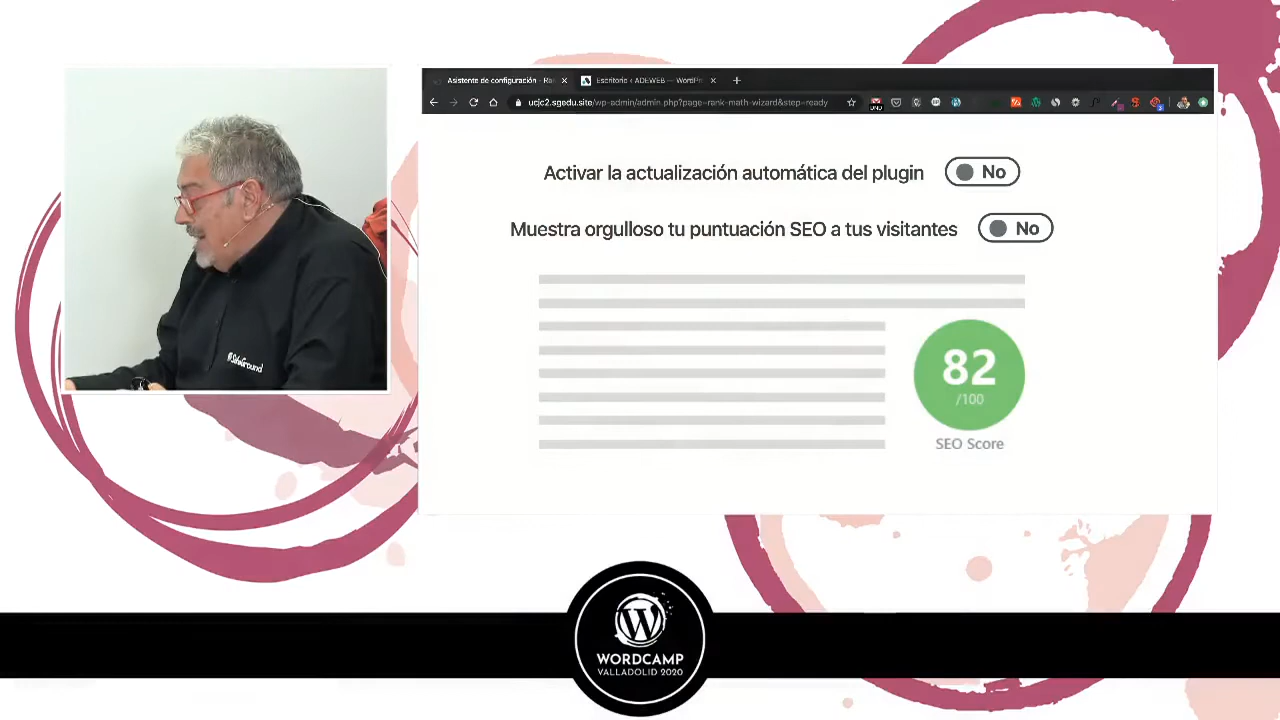 Asistente de configuración - Ra
Escritorio ‹ ADEWEB — WordPr
ucjc2.sgedu.site/wp-admin/admin.php?page=rank-math-wizard&step=ready
Activar la actualización automática del plugin
No
Muestra orgulloso tu puntuación SEO a tus visitantes
No
82
/100
SEO Score
SiteGround
WORDCAMP
VALLADOLID 2020